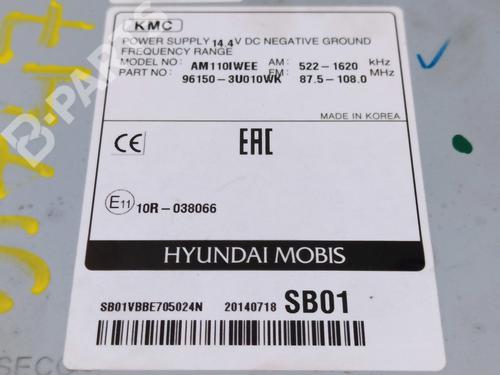 KMC
POWER SUPPLY 14.4V DC NEGATIVE GROUND
FREQUENCY RANGE
MODEL NO: AM110IWEE AM: 522-1620 kHz
PART NO: 96150-3U010WK FM: 87.5-108.0 MHz
MADE IN KOREA
CE EAC
E11 10R-038066
HYUNDAI MOBIS
SB01VBBE705024N 20140718 SB01
B-PARTS